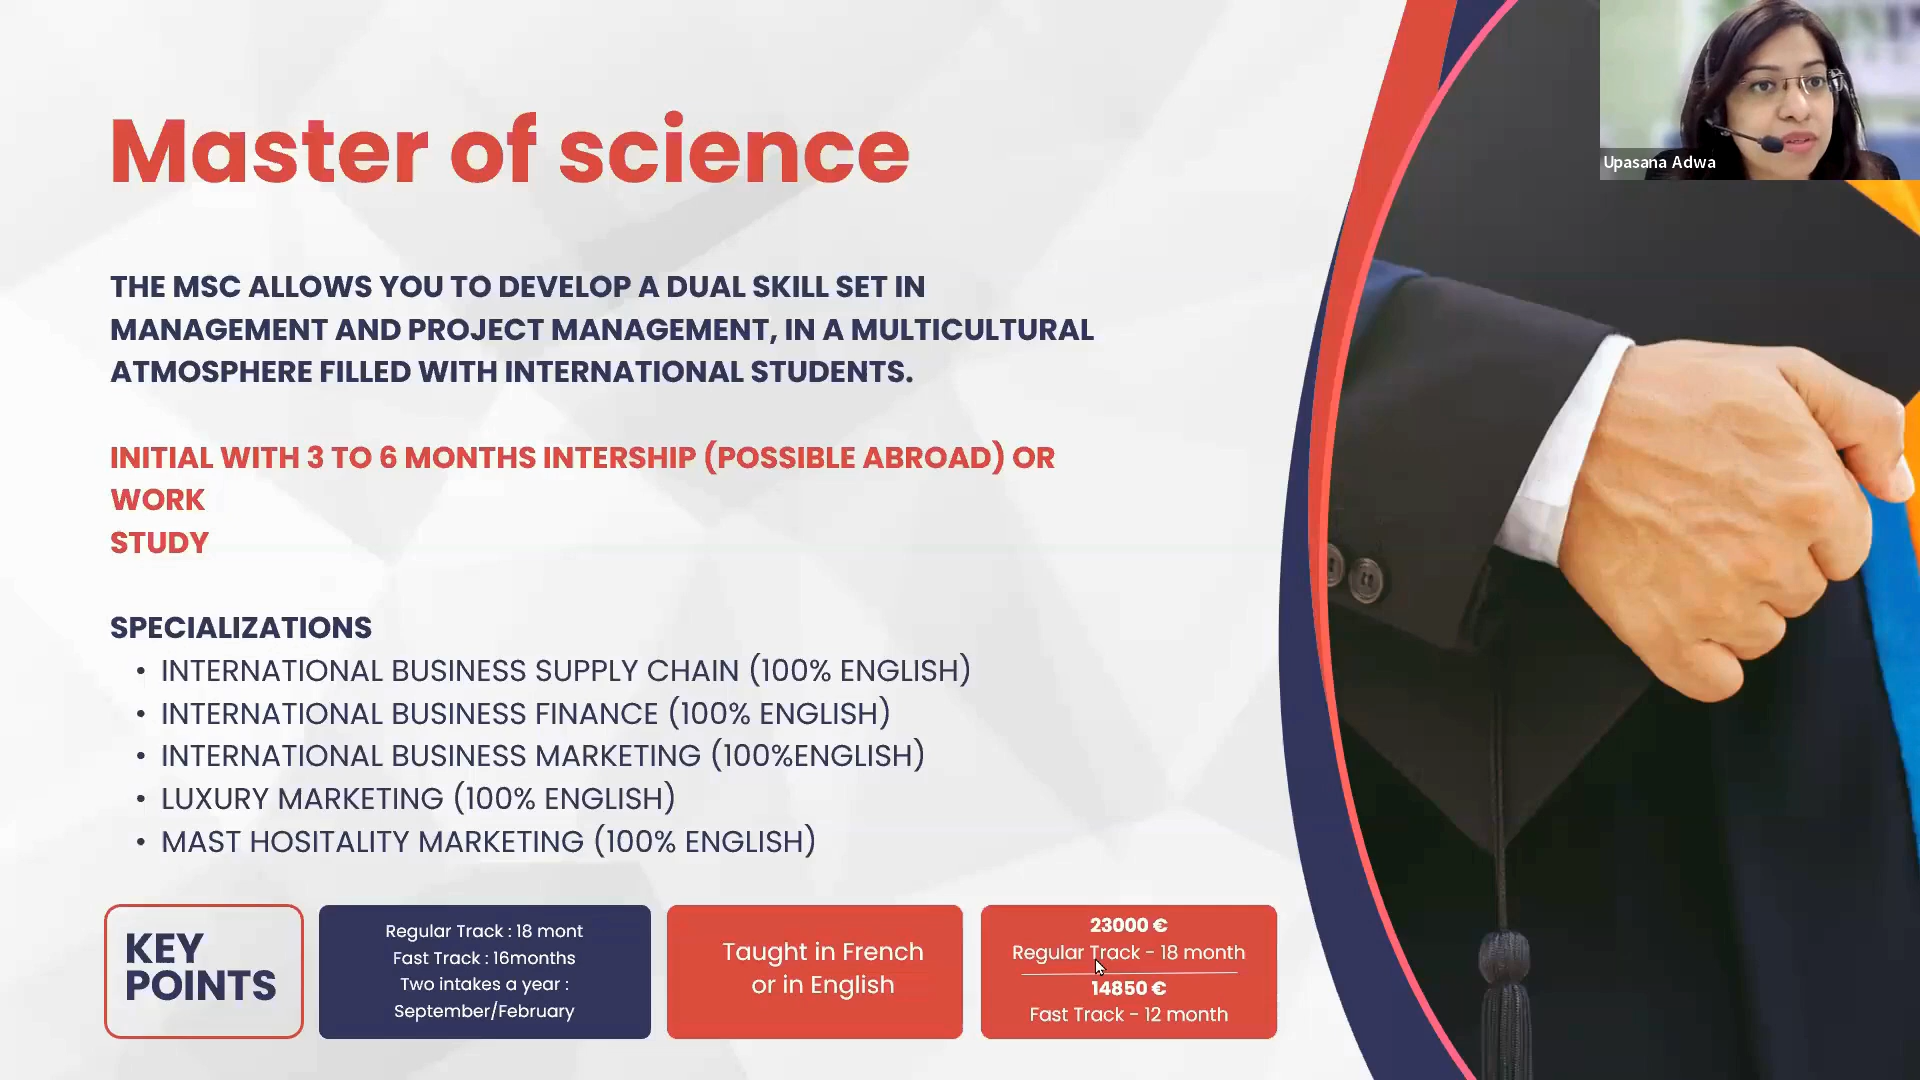 Master of science
THE MSC ALLOWS YOU TO DEVELOP A DUAL SKILL SET IN
MANAGEMENT AND PROJECT MANAGEMENT, IN A MULTICULTURAL
ATMOSPHERE FILLED WITH INTERNATIONAL STUDENTS.
INITIAL WITH 3 TO 6 MONTHS INTERSHIP (POSSIBLE ABROAD) OR
WORK
STUDY
SPECIALIZATIONS
• INTERNATIONAL BUSINESS SUPPLY CHAIN (100% ENGLISH)
• INTERNATIONAL BUSINESS FINANCE (100% ENGLISH)
• INTERNATIONAL BUSINESS MARKETING (100%ENGLISH)
• LUXURY MARKETING (100% ENGLISH)
• MAST HOSITALITY MARKETING (100% ENGLISH)
KEY
POINTS
Regular Track : 18 mont
Fast Track : 16months
Two intakes a year :
September/February
Taught in French
or in English
23000 €
Regular Track - 18 month
14850 €
Fast Track - 12 month
Upasana Adwa